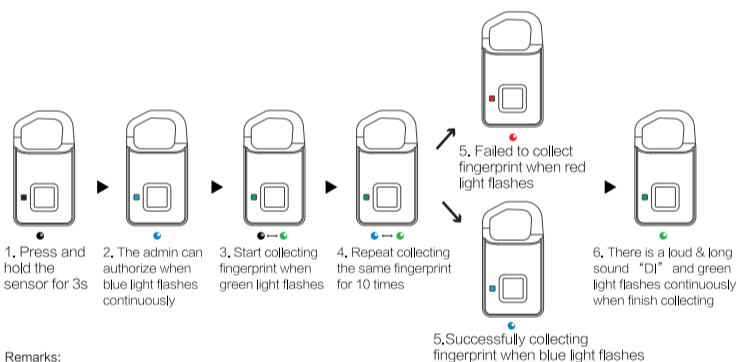 1. Press and
hold the
sensor for 3s
2. The admin can
authorize when
blue light flashes
continuously
3. Start collecting
fingerprint when
green light flashes
4. Repeat collecting
the same fingerprint
for 10 times
5. Failed to collect
fingerprint when red
light flashes
5.Successfully collecting
fingerprint when blue light flashes
6. There is a loud & long
sound “DI” and green
light flashes continuously
when finish collecting
Remarks: